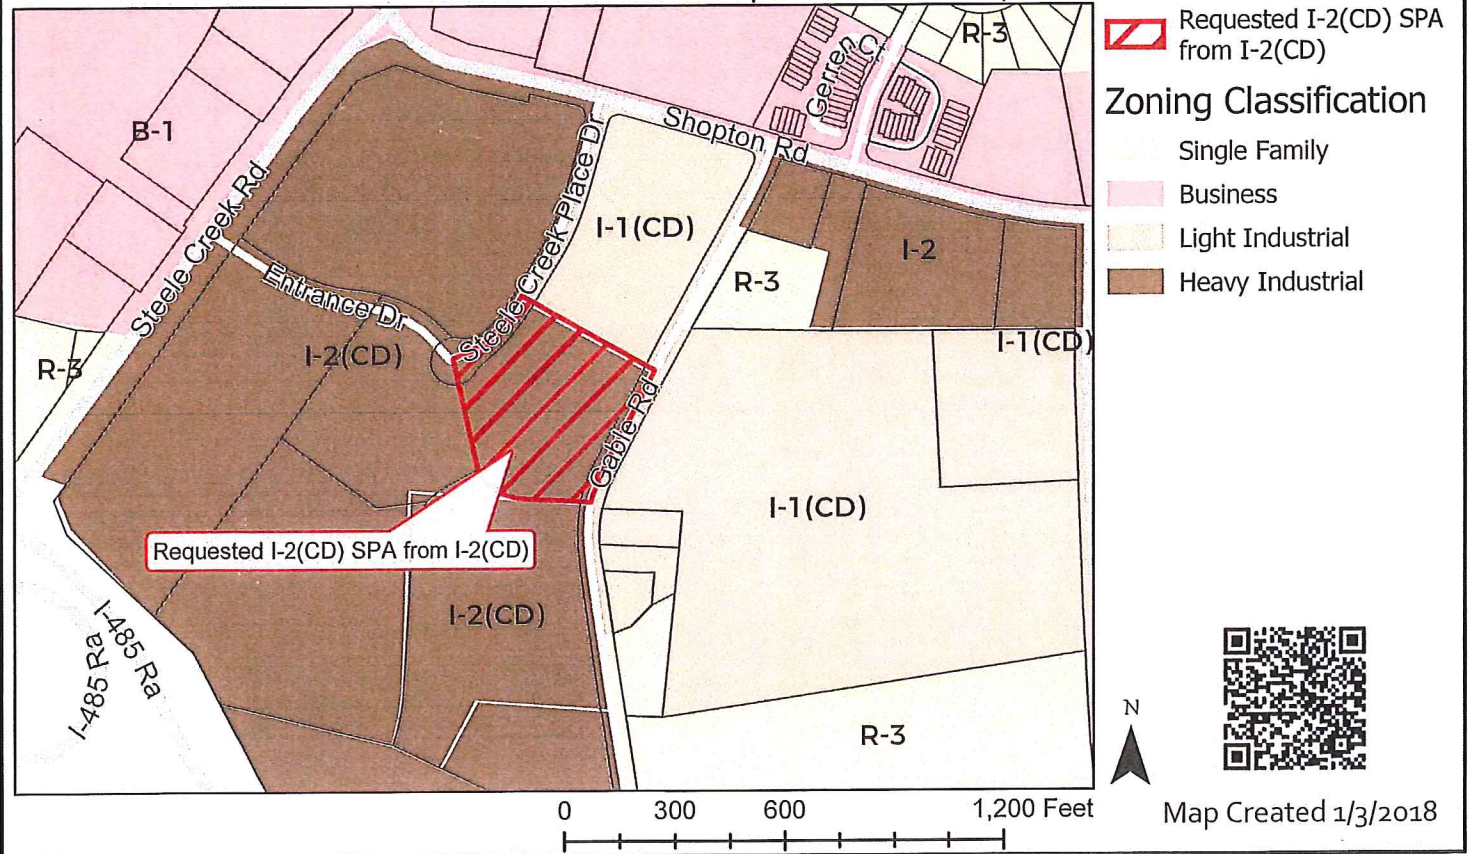 R-3
Gerren Ct
B-1
Shopton Rd
Steele Creek Place Dr
Steele Creek Rd
I-1(CD)
I-2
R-3
Entrance Dr
I-1(CD)
I-2(CD)
R-3
Gable Rd
I-1(CD)
Requested I-2(CD) SPA from I-2(CD)
I-2(CD)
I-485 Ra
I-485 Ra
R-3
Requested I-2(CD) SPA
from I-2(CD)
Zoning Classification
Single Family
Business
Light Industrial
Heavy Industrial
N
0 300 600 1,200 Feet
Map Created 1/3/2018